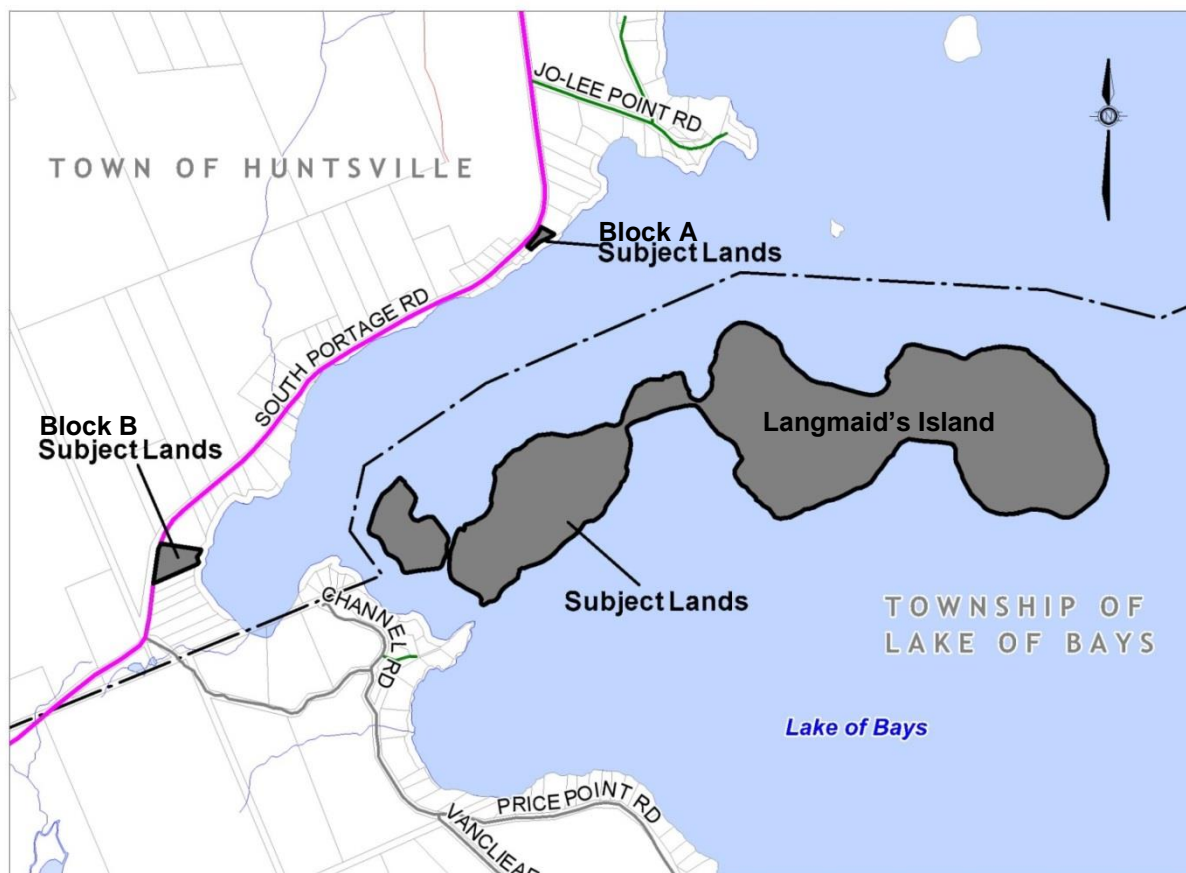 JO-LEE POINT RD
TOWN OF HUNTSVILLE
N
Block A
Subject Lands
SOUTH PORTAGE RD
Block B
Subject Lands
Langmaid's Island
Subject Lands
CHANNEL RD
TOWNSHIP OF
LAKE OF BAYS
Lake of Bays
PRICE POINT RD